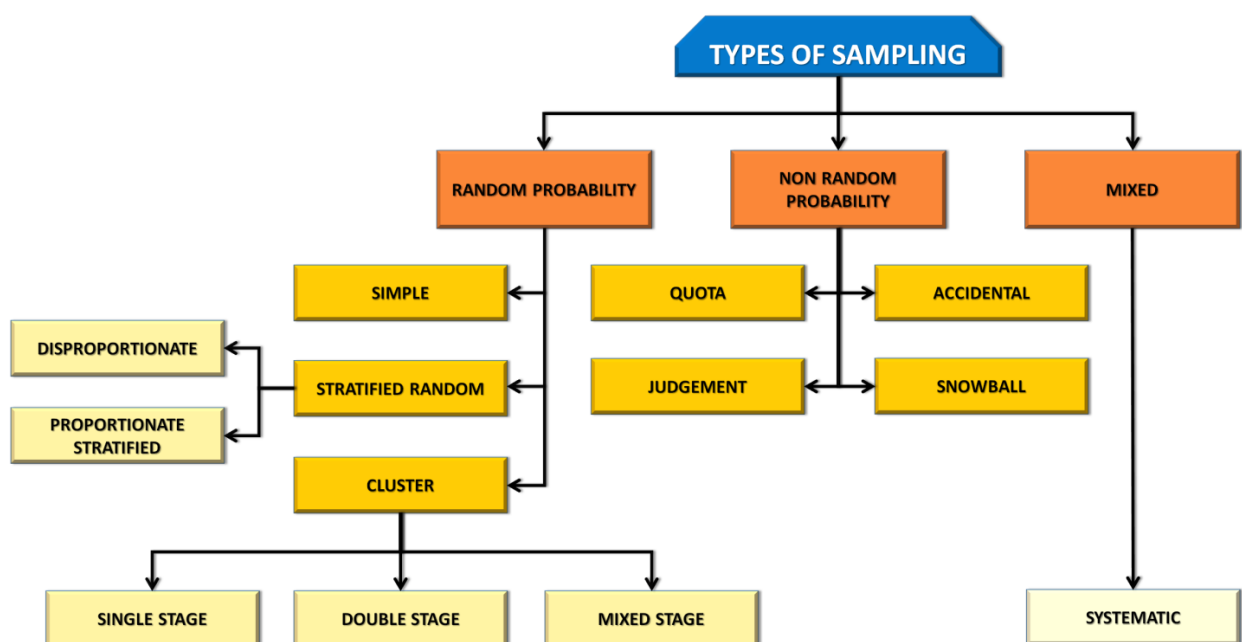 TYPES OF SAMPLING
RANDOM PROBABILITY
NON RANDOM
PROBABILITY
MIXED
SIMPLE
QUOTA
ACCIDENTAL
DISPROPORTIONATE
STRATIFIED RANDOM
JUDGEMENT
SNOWBALL
PROPORTIONATE
STRATIFIED
CLUSTER
SINGLE STAGE
DOUBLE STAGE
MIXED STAGE
SYSTEMATIC